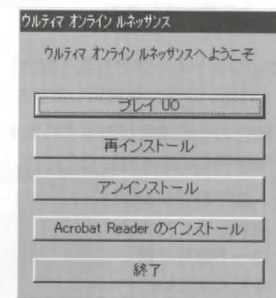 ウルティマ オンライン ルネッサンス
ウルティマ オンライン ルネッサンスへようこそ
プレイ UO
再インストール
アンインストール
Acrobat Reader のインストール
終了